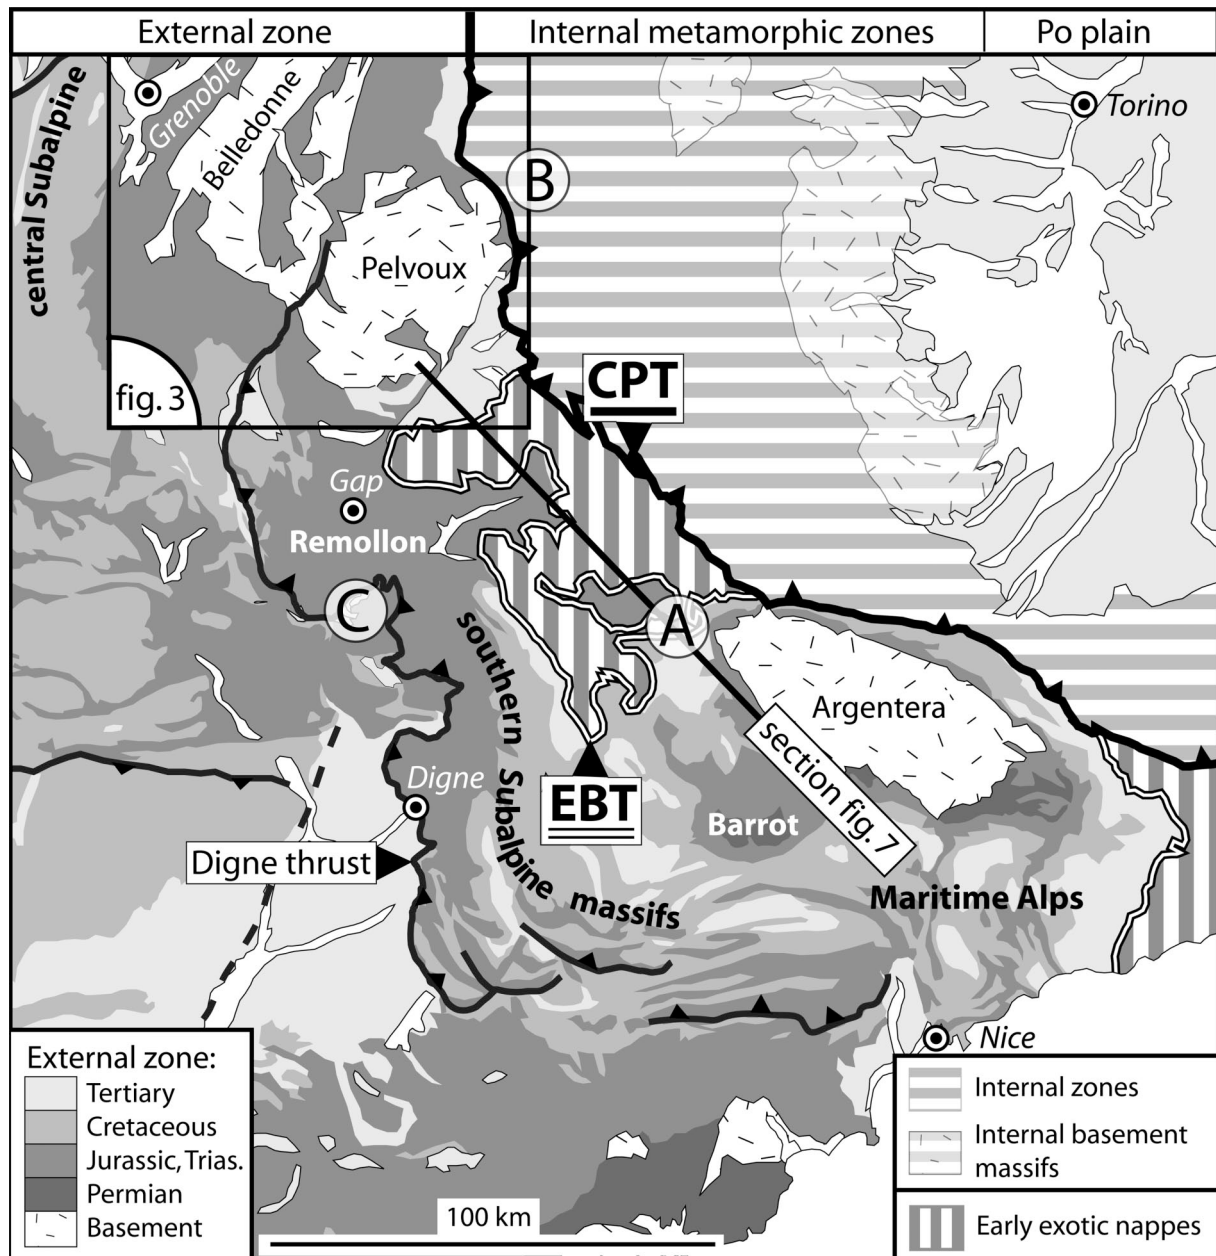 External zone
Internal metamorphic zones
Po plain
central Subalpine
Grenoble
Belledonne
Torino
B
Pelvoux
fig. 3
CPT
Gap
Remollon
C
A
southern Subalpine massifs
Argentera
section fig. 7
Digne
EBT
Barrot
Digne thrust
Maritime Alps
Nice
External zone:
Tertiary
Cretaceous
Jurassic, Trias.
Permian
Basement
100 km
Internal zones
Internal basement
massifs
Early exotic nappes